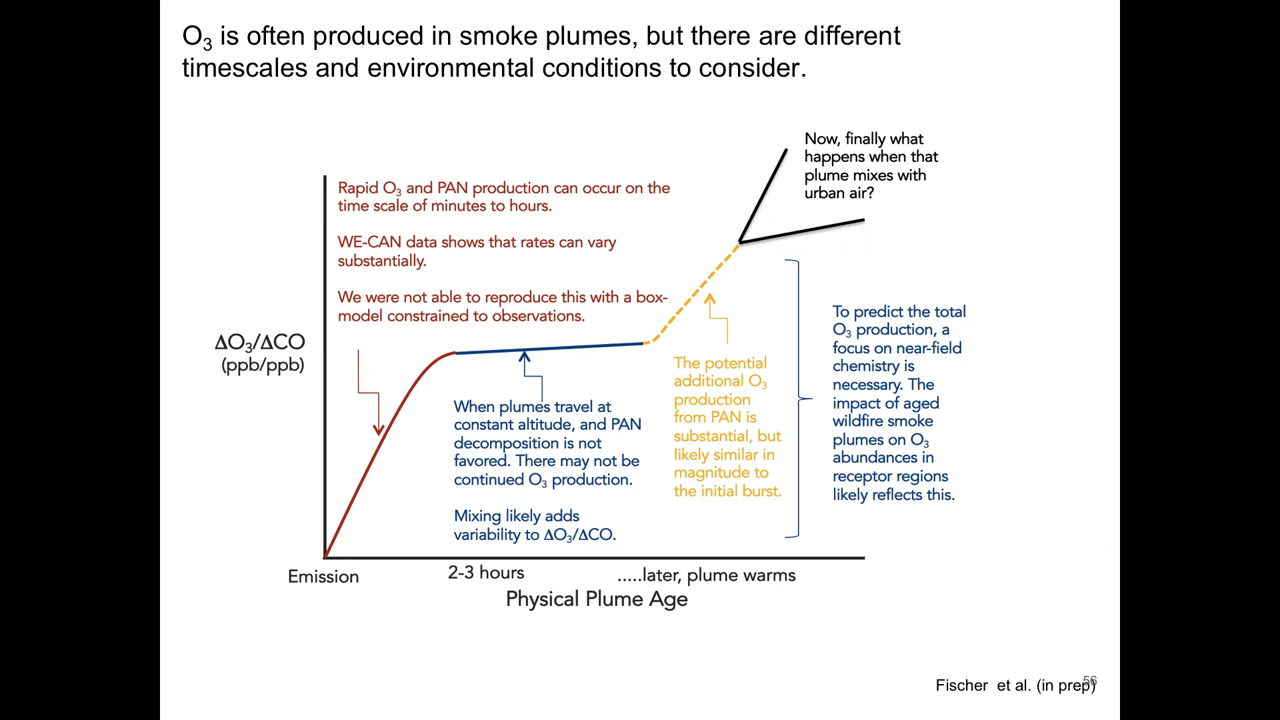 O₃ is often produced in smoke plumes, but there are different
timescales and environmental conditions to consider.
Now, finally what
happens when that
plume mixes with
urban air?
Rapid O₃ and PAN production can occur on the
time scale of minutes to hours.
WE-CAN data shows that rates can vary
substantially.
We were not able to reproduce this with a box-
model constrained to observations.
ΔO₃/ΔCO
(ppb/ppb)
When plumes travel at
constant altitude, and PAN
decomposition is not
favored. There may not be
continued O₃ production.
Mixing likely adds
variability to ΔO₃/ΔCO.
The potential
additional O₃
production
from PAN is
substantial, but
likely similar in
magnitude to
the initial burst.
To predict the total
O₃ production, a
focus on near-field
chemistry is
necessary. The
impact of aged
wildfire smoke
plumes on O₃
abundances in
receptor regions
likely reflects this.
Emission
2-3 hours
.....later, plume warms
Physical Plume Age
Fischer et al. (in prep)
56